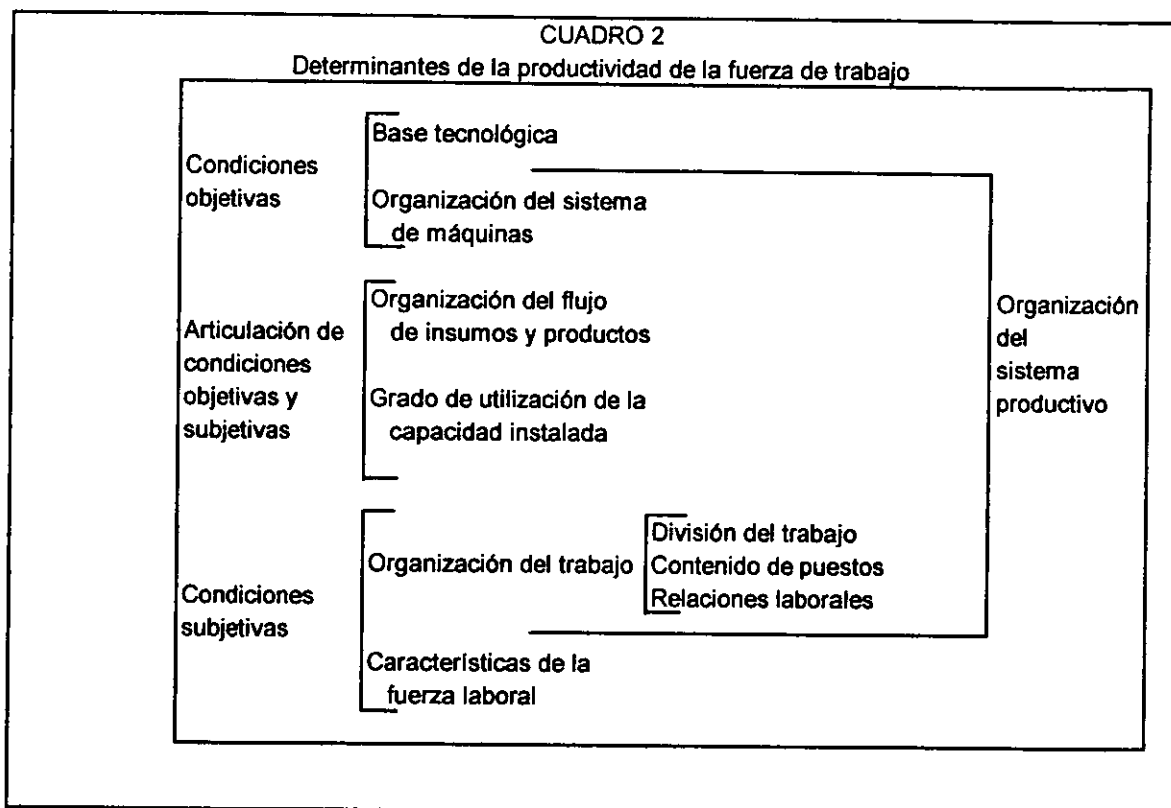 CUADRO 2
Determinantes de la productividad de la fuerza de trabajo
Condiciones
objetivas
Base tecnológica
Organización del sistema
de máquinas
Articulación de
condiciones
objetivas y
subjetivas
Organización del flujo
de insumos y productos
Grado de utilización de la
capacidad instalada
Condiciones
subjetivas
Organización del trabajo
División del trabajo
Contenido de puestos
Relaciones laborales
Características de la
fuerza laboral
Organización
del
sistema
productivo